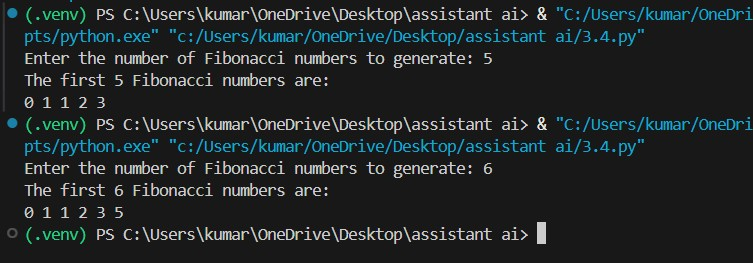 (.venv) PS C:\Users\kumar\OneDrive\Desktop\assistant ai> & "C:/Users/kumar/OneDri
pts/python.exe" "c:/Users/kumar/OneDrive/Desktop/assistant ai/3.4.py"
Enter the number of Fibonacci numbers to generate: 5
The first 5 Fibonacci numbers are:
0 1 1 2 3
(.venv) PS C:\Users\kumar\OneDrive\Desktop\assistant ai> & "C:/Users/kumar/OneDri
pts/python.exe" "c:/Users/kumar/OneDrive/Desktop/assistant ai/3.4.py"
Enter the number of Fibonacci numbers to generate: 6
The first 6 Fibonacci numbers are:
0 1 1 2 3 5
(.venv) PS C:\Users\kumar\OneDrive\Desktop\assistant ai>